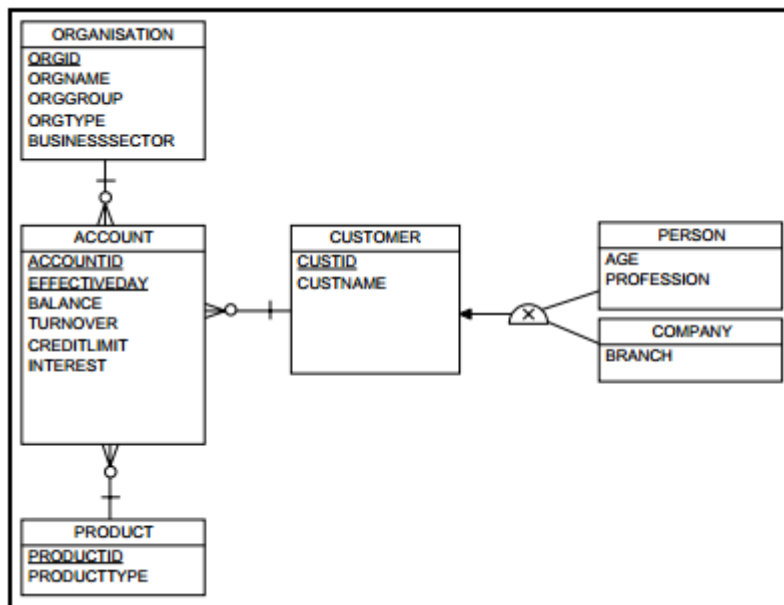 ORGANISATION
ORGID
ORGNAME
ORGGROUP
ORGTYPE
BUSINESSSECTOR
ACCOUNT
ACCOUNTID
EFFECTIVEDAY
BALANCE
TURNOVER
CREDITLIMIT
INTEREST
CUSTOMER
CUSTID
CUSTNAME
PERSON
AGE
PROFESSION
COMPANY
BRANCH
PRODUCT
PRODUCTID
PRODUCTTYPE